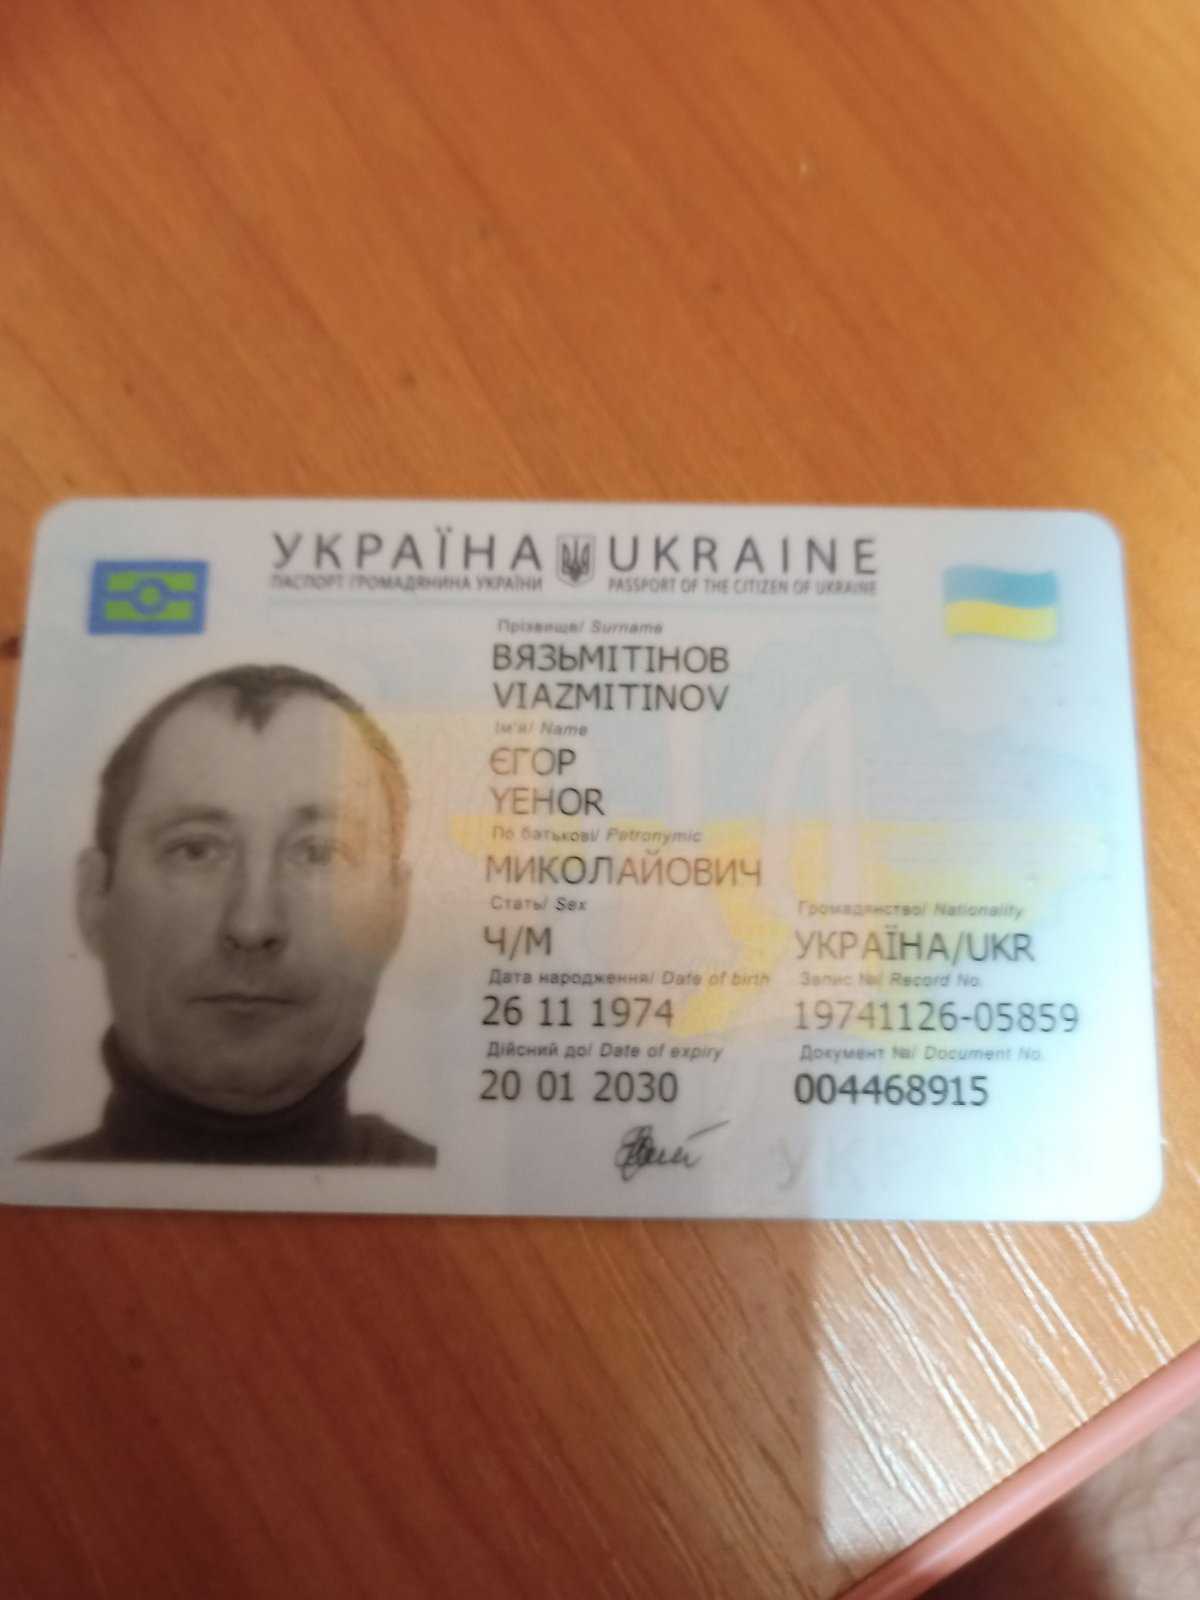 УКРАЇНА UKRAINE
ПАСПОРТ ГРОМАДЯНИНА УКРАЇНИ PASSPORT OF THE CITIZEN OF UKRAINE
Прізвище/ Surname
ВЯЗЬМІТІНОВ
VIAZMITINOV
Ім'я/ Name
ЄГОР
YEHOR
По батькові/ Patronymic
МИКОЛАЙОВИЧ
Стать/ Sex Громадянство/ Nationality
Ч/M УКРАЇНА/UKR
Дата народження/ Date of birth Запис №/ Record No.
26 11 1974 19741126-05859
Дійсний до/ Date of expiry Документ №/ Document No.
20 01 2030 004468915